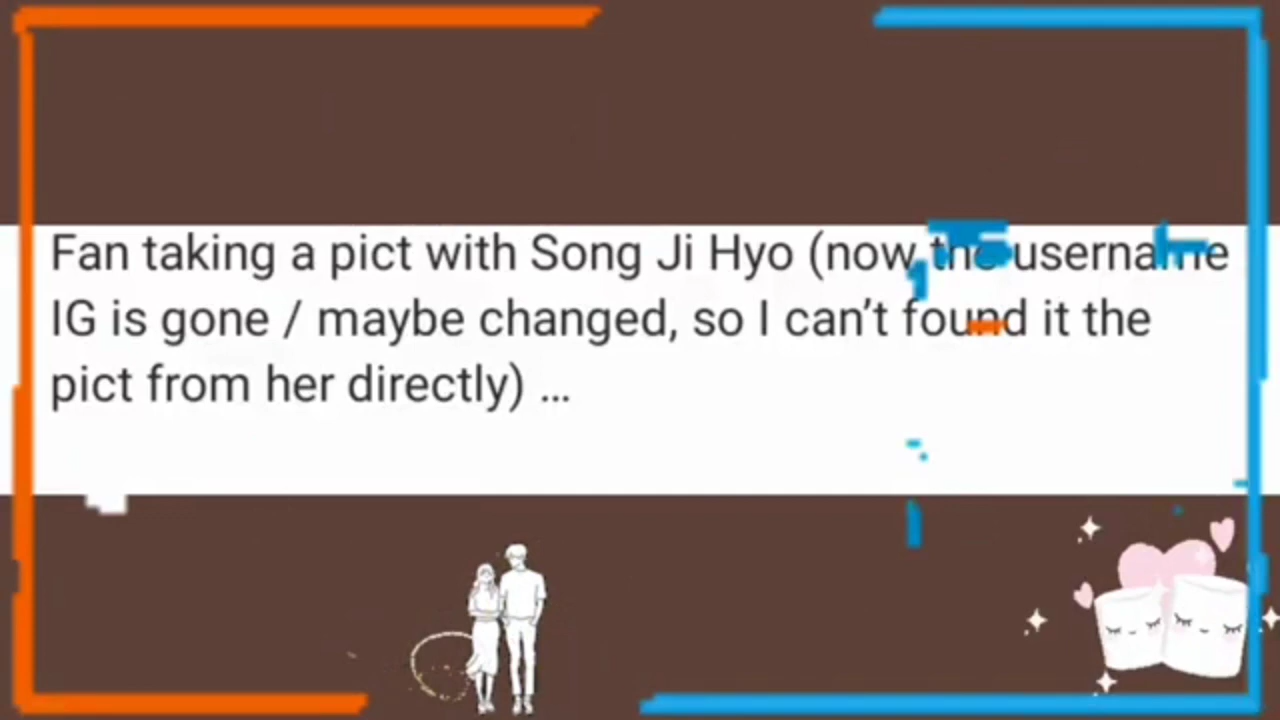 Fan taking a pict with Song Ji Hyo (now the username
IG is gone / maybe changed, so I can’t found it the
pict from her directly) ...